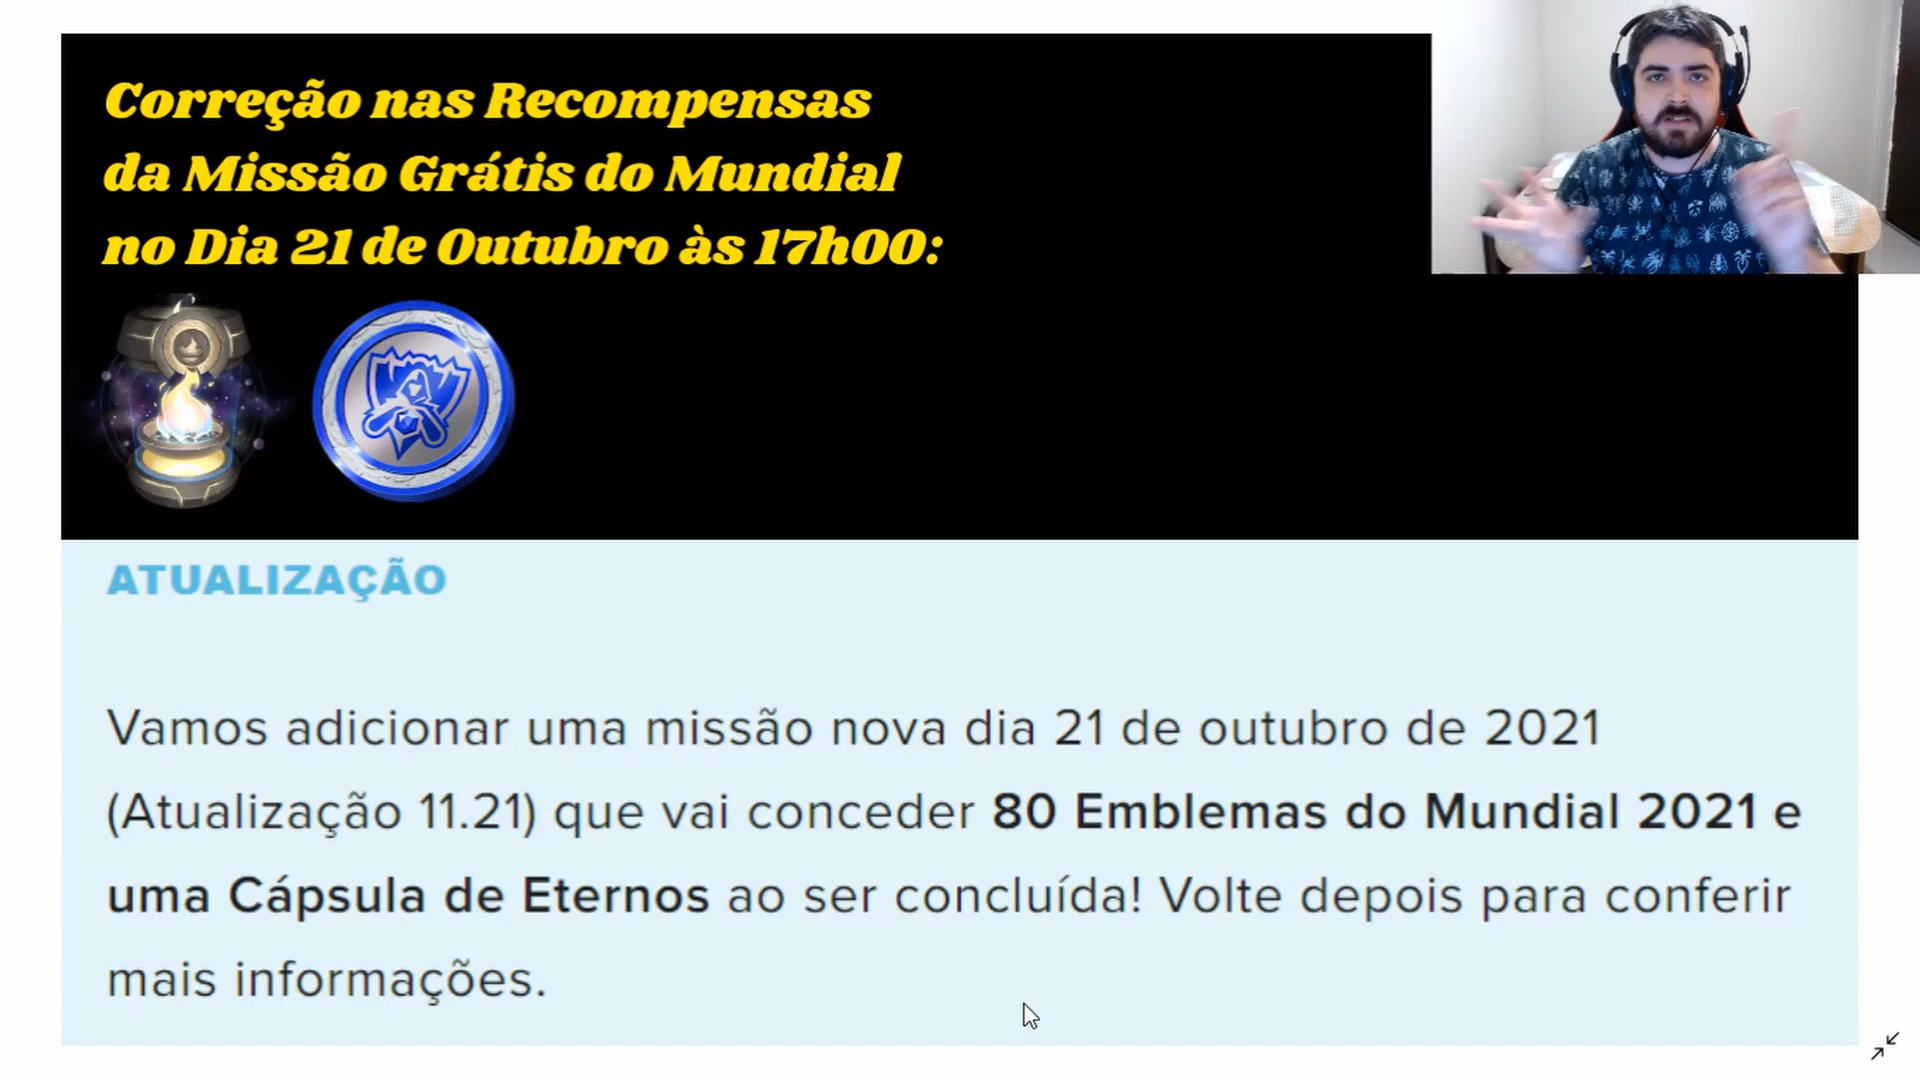 Correção nas Recompensas
da Missão Grátis do Mundial
no Dia 21 de Outubro às 17h00:
ATUALIZAÇÃO
Vamos adicionar uma missão nova dia 21 de outubro de 2021
(Atualização 11.21) que vai conceder 80 Emblemas do Mundial 2021 e
uma Cápsula de Eternos ao ser concluída! Volte depois para conferir
mais informações.